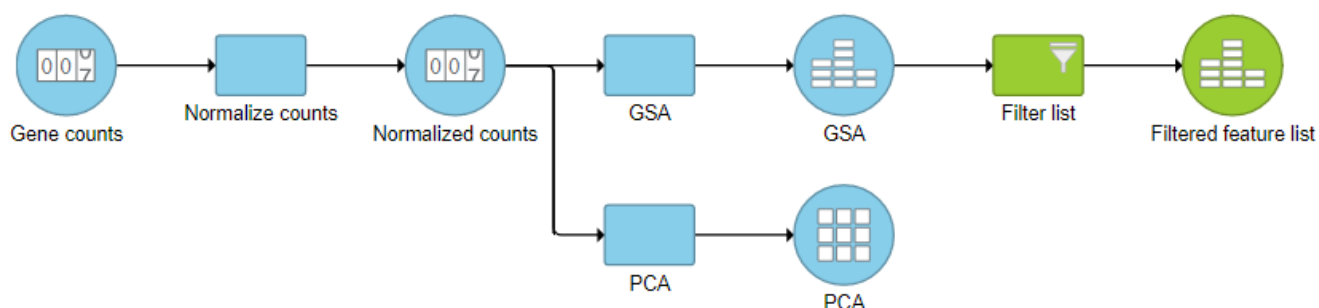 Gene counts
Normalize counts
Normalized counts
GSA
GSA
Filter list
Filtered feature list
PCA
PCA